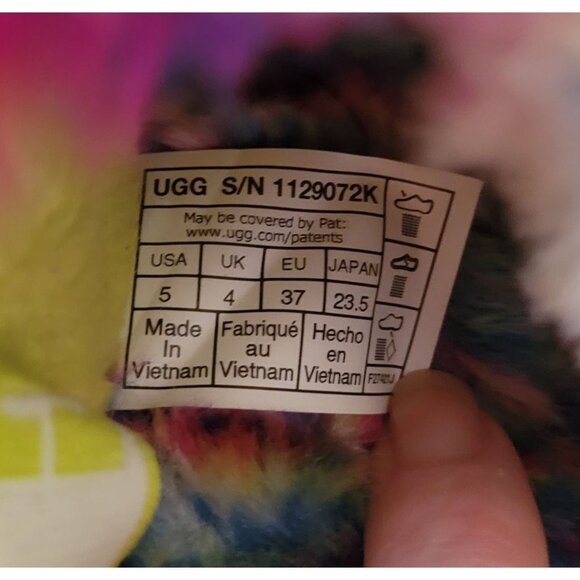 UGG S/N 1129072K
May be covered by Pat:
www.ugg.com/patents
USA UK EU JAPAN
5 4 37 23.5
Made In Vietnam
Fabriqué au Vietnam
Hecho en Vietnam